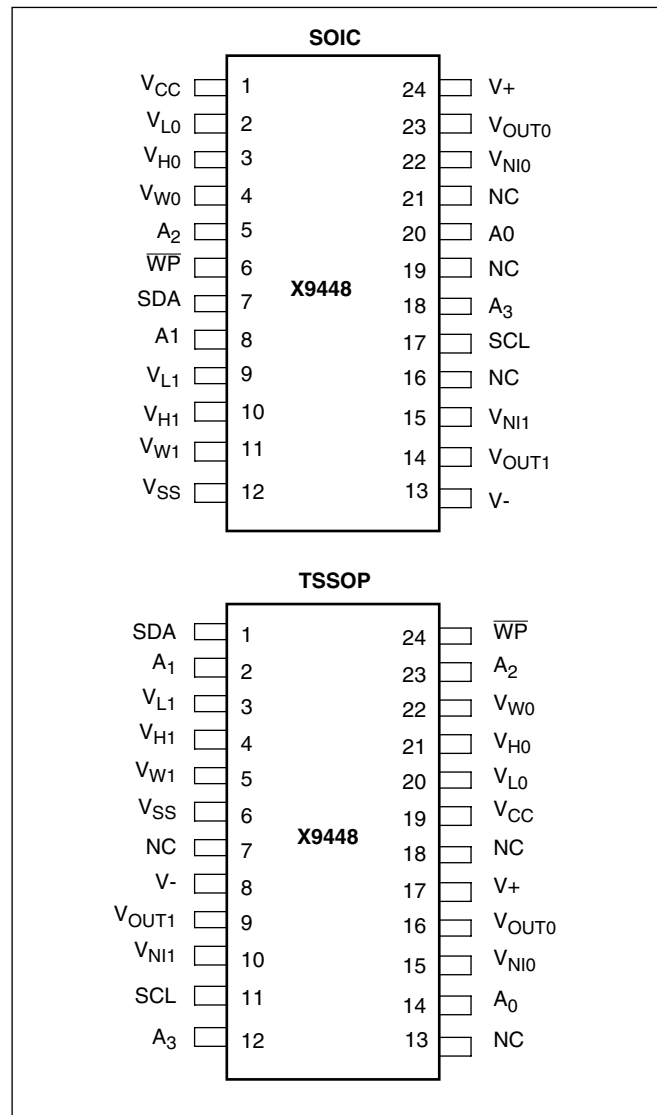 SOIC
VCC 1 24 V+
VL0 2 23 VOUT0
VH0 3 22 VNI0
VW0 4 21 NC
A2 5 20 A0
W̅P̅ 6 19 NC
X9448
SDA 7 18 A3
A1 8 17 SCL
VL1 9 16 NC
VH1 10 15 VNI1
VW1 11 14 VOUT1
VSS 12 13 V-
TSSOP
SDA 1 24 W̅P̅
A1 2 23 A2
VL1 3 22 VW0
VH1 4 21 VH0
VW1 5 20 VL0
VSS 6 19 VCC
X9448
NC 7 18 NC
V- 8 17 V+
VOUT1 9 16 VOUT0
VNI1 10 15 VNI0
SCL 11 14 A0
A3 12 13 NC